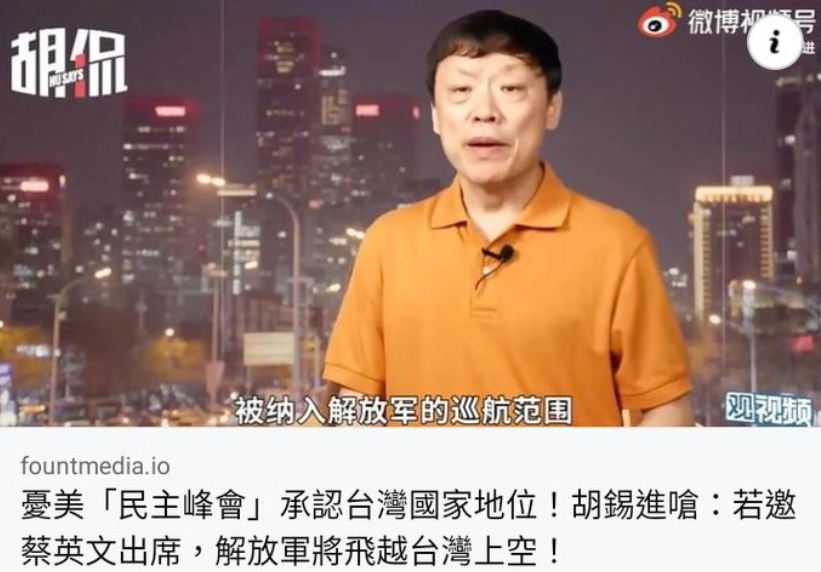 胡侃
HU SAYS
微博视频号
进
被纳入解放军的巡航范围
观视频
fountmedia.io
憂美「民主峰會」承認台灣國家地位！胡錫進嗆：若邀
蔡英文出席，解放軍將飛越台灣上空！